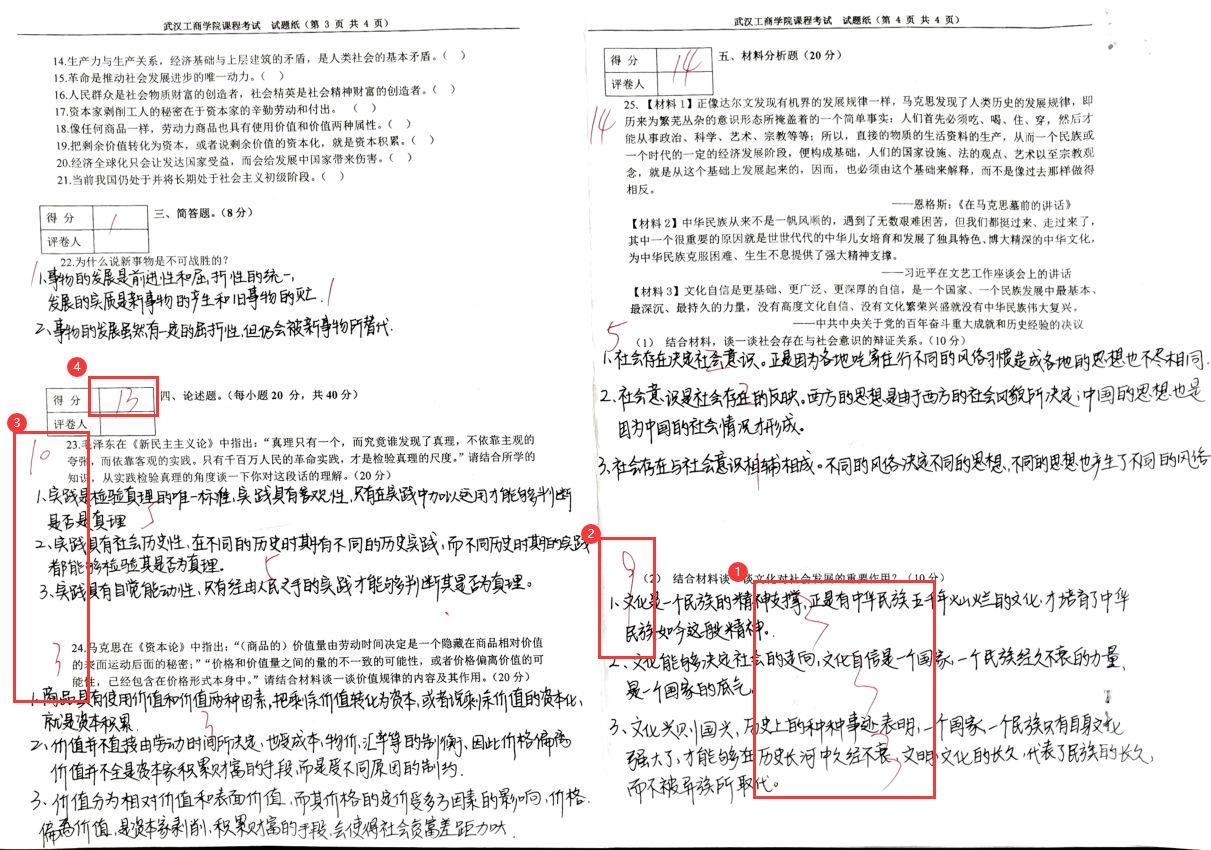 武汉工商学院课程考试 试题纸（第 3 页 共 4 页）
14.生产力与生产关系，经济基础与上层建筑的矛盾，是人类社会的基本矛盾。（ ）
15.革命是推动社会发展进步的唯一动力。（ ）
16.人民群众是社会物质财富的创造者，社会精英是社会精神财富的创造者。（ ）
17.资本家剥削工人的秘密在于资本家的辛勤劳动和付出。（ ）
18.像任何商品一样，劳动力商品也具有使用价值和价值两种属性。（ ）
19.把剩余价值转化为资本，或者说剩余价值的资本化，就是资本积累。（ ）
20.经济全球化只会让发达国家受益，而会给发展中国家带来伤害。（ ）
21.当前我国仍处于并将长期处于社会主义初级阶段。（ ）
得 分 1 三、简答题。（8 分）
评卷人
22.为什么说新事物是不可战胜的？
1
1.事物的发展是前进性和屈折性的统一,
发展的实质是新事物的产生和旧事物的灭. 1
2、事物的发展虽然有一定的屈折性,但仍会被新事物所替代.
4
得 分 13 四、论述题。（每小题 20 分，共 40 分）
评卷人
3
10
23.毛泽东在《新民主主义论》中指出：“真理只有一个，而究竟谁发现了真理，不依靠主观的
夸张，而依靠客观的实践。只有千百万人民的革命实践，才是检验真理的尺度。”请结合所学的
知识，从实践检验真理的角度谈一下你对这段话的理解。（20 分）
1.实践是检验真理的唯一标准,实践具有客观性,只有在实践中加以运用才能够判断
是否是真理 5
2、实践具有社会历史性,在不同的历史时期有不同的历史实践,而不同历史时期的实践
都能够检验其是否为真理。 5
3、实践具有自觉能动性,只有经由人民之手的实践才能够判断其是否为真理。
3
24.马克思在《资本论》中指出：“（商品的）价值量由劳动时间决定是一个隐藏在商品相对价值
的表面运动后面的秘密；”“价格和价值量之间的量的不一致的可能性，或者价格偏离价值的可
能性，已经包含在价格形式本身中。”请结合材料谈一谈价值规律的内容及其作用。（20 分）
1.商品具有使用价值和价值两种因素,把剩余价值转化为资本,或者说剩余价值的资本化,
就是资本积累. 3
2、价值并不直接由劳动时间所决定,也受成本,物价,汇率等的制衡,因此价格偏离
价值并不全是资本家积累财富的手段,而是受不同原因的制约.
3、价值分为相对价值和表面价值,而其价格的定价受多方因素的影响,价格
偏离价值,是资本家剥削,积累财富的手段,会使得社会贫富差距加大.
武汉工商学院课程考试 试题纸（第 4 页 共 4 页）
得 分 14 五、材料分析题（20 分）
评卷人
14
25.【材料 1】正像达尔文发现有机界的发展规律一样，马克思发现了人类历史的发展规律，即
历来为繁芜丛杂的意识形态所掩盖着的一个简单事实：人们首先必须吃、喝、住、穿，然后才
能从事政治、科学、艺术、宗教等等；所以，直接的物质的生活资料的生产，从而一个民族或
一个时代的一定的经济发展阶段，便构成基础，人们的国家设施、法的观点、艺术以至宗教观
念，就是从这个基础上发展起来的，因而，也必须由这个基础来解释，而不是像过去那样做得
相反。
——恩格斯：《在马克思墓前的讲话》
【材料 2】中华民族从来不是一帆风顺的，遇到了无数艰难困苦，但我们都挺过来、走过来了，
其中一个很重要的原因就是世世代代的中华儿女培育和发展了独具特色、博大精深的中华文化，
为中华民族克服困难、生生不息提供了强大精神支撑。
——习近平在文艺工作座谈会上的讲话
【材料 3】文化自信是更基础、更广泛、更深厚的自信，是一个国家、一个民族发展中最基本、
最深沉、最持久的力量，没有高度文化自信、没有文化繁荣兴盛就没有中华民族伟大复兴。
——中共中央关于党的百年奋斗重大成就和历史经验的决议
5
（1） 结合材料，谈一谈社会存在与社会意识的辩证关系。（10 分）
1.社会存在决定社会意识。正是因为各地吃穿住行不同的风俗习惯造成各地的思想也不尽相同.
2
2、社会意识是社会存在的反映。西方的思想是由于西方的社会风貌所决定；中国的思想也是
2
因为中国的社会情况才形成。
3、社会存在与社会意识相辅相成。不同的风俗决定不同的思想,不同的思想也产生了不同的风俗
1
2
9
（2） 结合材料谈一谈文化对社会发展的重要作用？（10 分）
1
1、文化是一个民族的精神支撑,正是有中华民族五千年灿烂的文化,才培育了中华
3
民族如今这般精神。
2、文化能够决定社会的走向,文化自信是一个国家,一个民族经久不衰的力量,
3
是一个国家的底气。
3、文化兴则国兴,历史上的种种事迹表明,一个国家,一个民族只有自身文化
强大了,才能够在历史长河中久经不衰,文明文化的长久,代表了民族的长久,
3
而不被异族所取代。